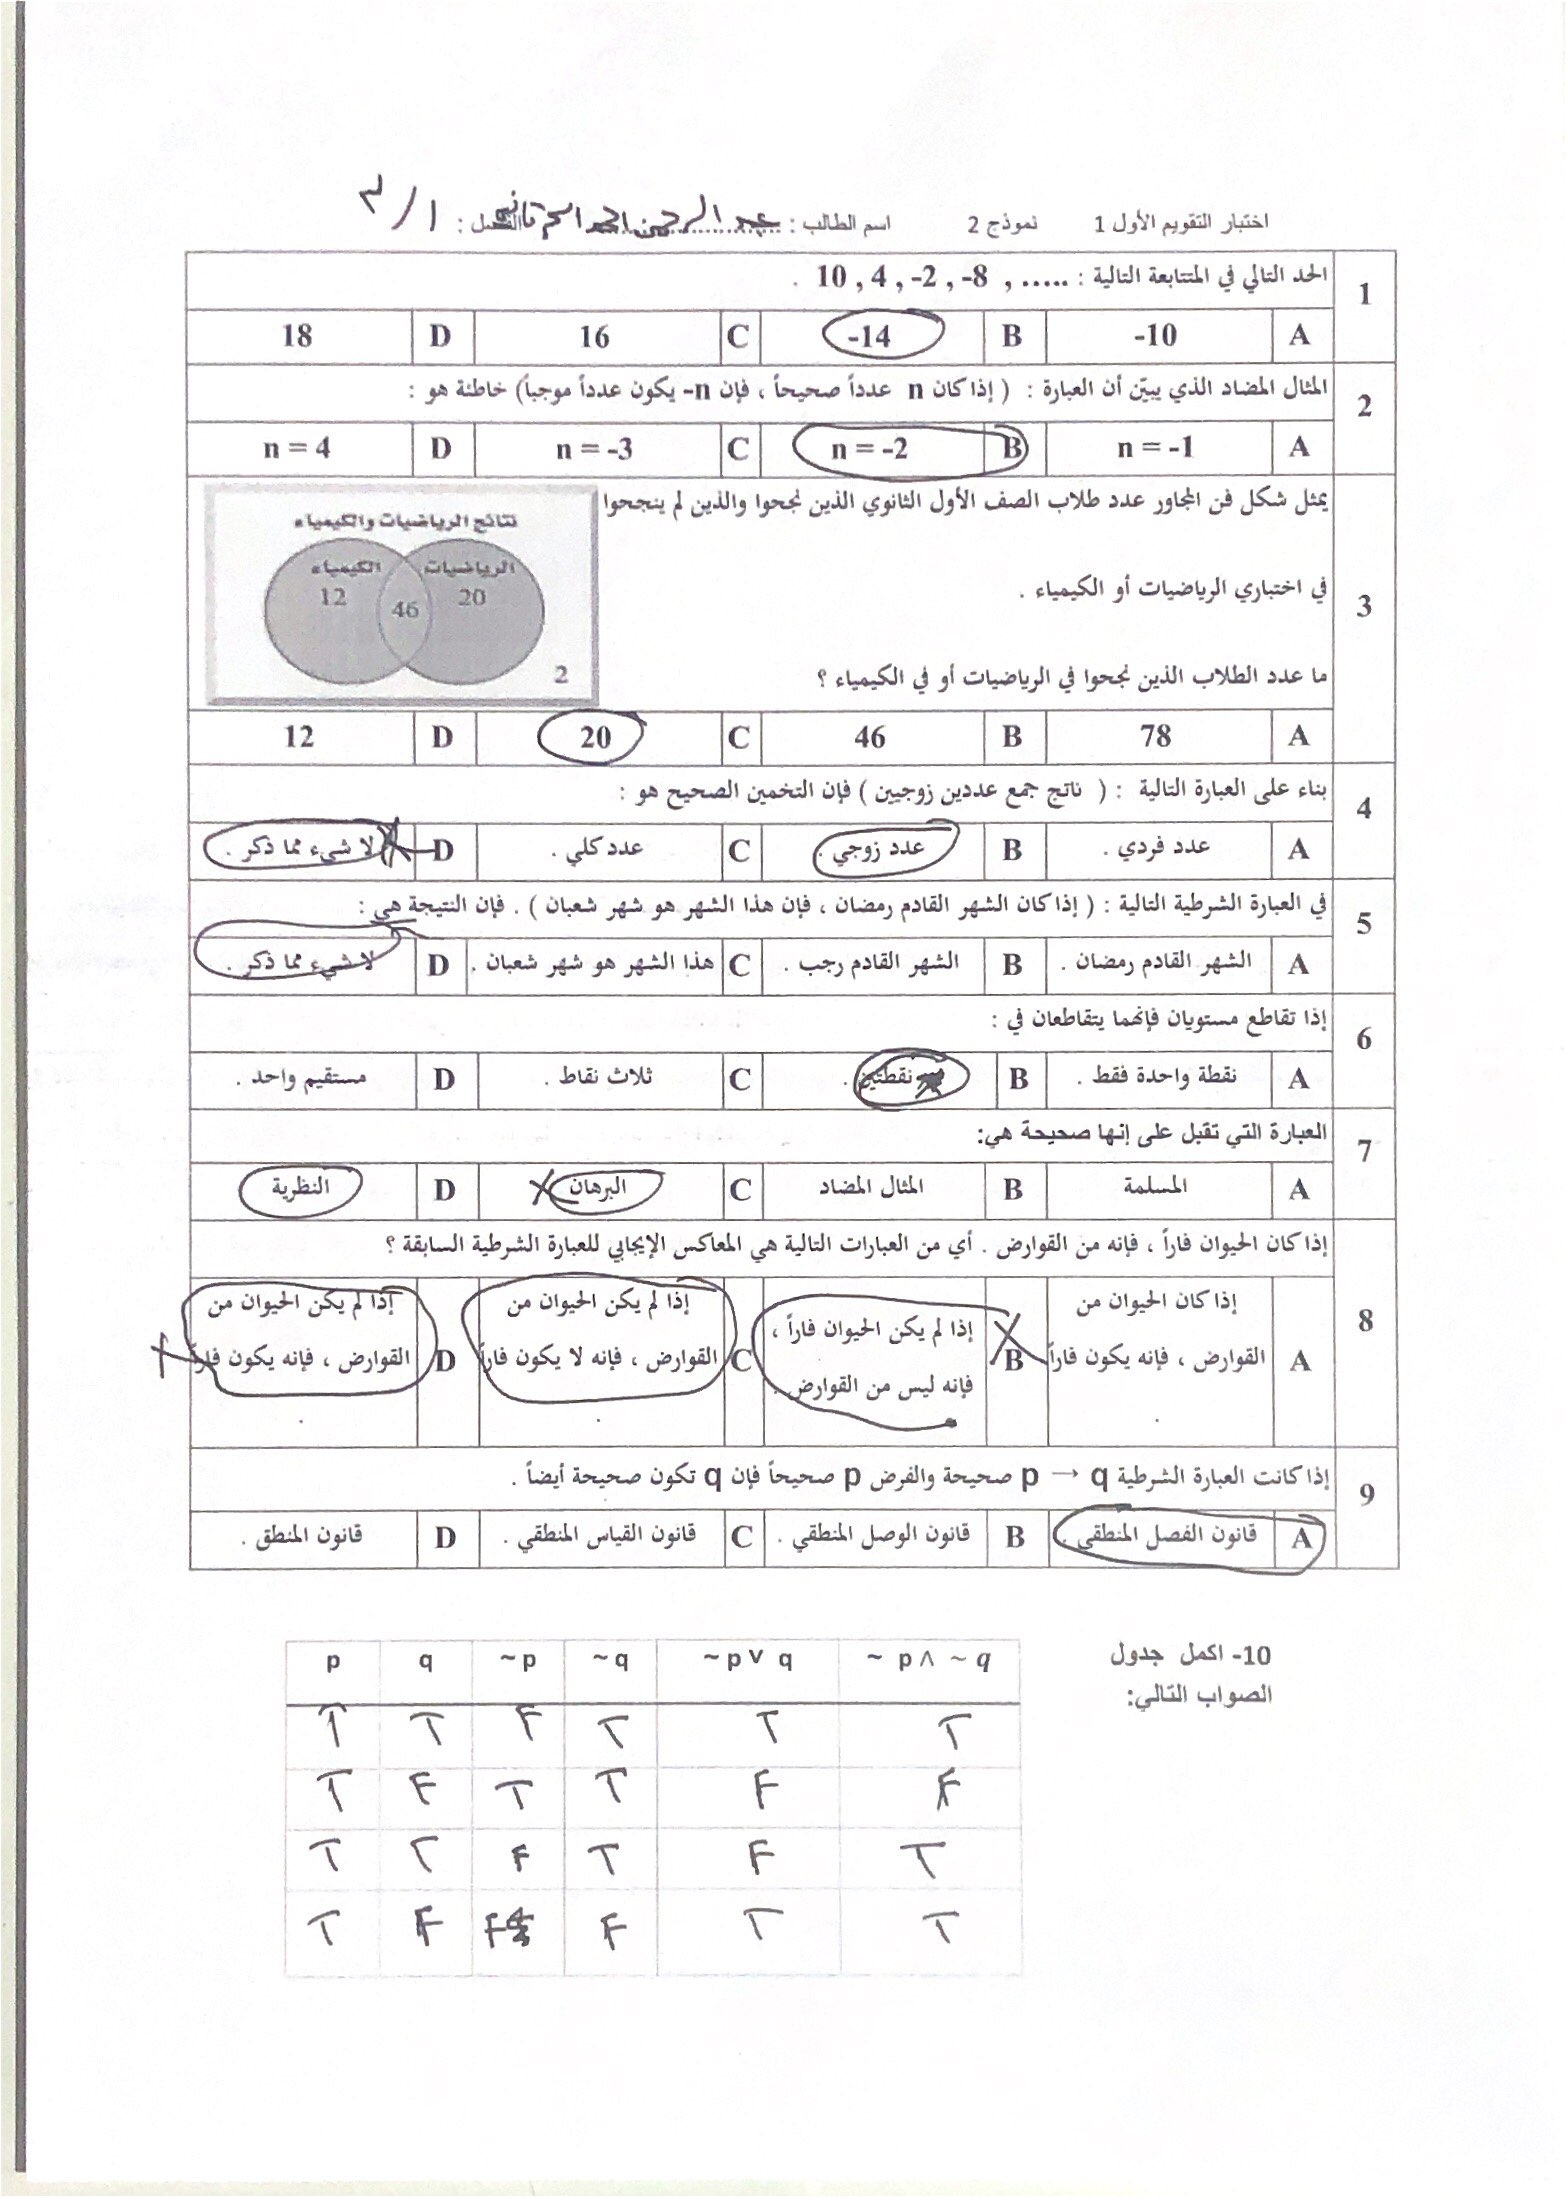 اختبار التقويم الأول 1 نموذج 2 اسم الطالب : عبد الرحمن احمد الفصل : ١/٣
1 الحد التالي في المتتابعة التالية : 10 , 4 , -2 , -8 , ..... .
A -10 B -14 C 16 D 18
2 المثال المضاد الذي يبيّن أن العبارة : ( إذا كان n عدداً صحيحاً ، فإن -n يكون عدداً موجباً) خاطئة هو :
A n = -1 B n = -2 C n = -3 D n = 4
3 يمثل شكل فن المجاور عدد طلاب الصف الأول الثانوي الذين نجحوا والذين لم ينجحوا
في اختباري الرياضيات أو الكيمياء .
ما عدد الطلاب الذين نجحوا في الرياضيات أو في الكيمياء ؟
نتائج الرياضيات والكيمياء
الرياضيات الكيمياء
20 46 12
2
A 78 B 46 C 20 D 12
4 بناء على العبارة التالية : ( ناتج جمع عددين زوجيين ) فإن التخمين الصحيح هو :
A عدد فردي . B عدد زوجي . C عدد كلي . D لا شيء مما ذكر .
5 في العبارة الشرطية التالية : ( إذا كان الشهر القادم رمضان ، فإن هذا الشهر هو شهر شعبان ) . فإن النتيجة هي :
A الشهر القادم رمضان . B الشهر القادم رجب . C هذا الشهر هو شهر شعبان . D لا شيء مما ذكر .
6 إذا تقاطع مستويان فإنهما يتقاطعان في :
A نقطة واحدة فقط . B نقطتين . C ثلاث نقاط . D مستقيم واحد .
7 العبارة التي تقبل على إنها صحيحة هي:
A المسلمة B المثال المضاد C البرهان D النظرية
8 إذا كان الحيوان فاراً ، فإنه من القوارض . أي من العبارات التالية هي المعاكس الإيجابي للعبارة الشرطية السابقة ؟
A إذا كان الحيوان من
القوارض ، فإنه يكون فاراً
.
B إذا لم يكن الحيوان فاراً ،
فإنه ليس من القوارض .
C إذا لم يكن الحيوان من
القوارض ، فإنه لا يكون فاراً
.
D إذا لم يكن الحيوان من
القوارض ، فإنه يكون فاراً
.
9 إذا كانت العبارة الشرطية p → q صحيحة والفرض p صحيحاً فإن q تكون صحيحة أيضاً .
A قانون الفصل المنطقي . B قانون الوصل المنطقي . C قانون القياس المنطقي . D قانون المنطق .
10- اكمل جدول
الصواب التالي:
p q ~p ~q ~p ∨ q ~ p ∧ ~ q
T T F T T T
T F T T F F
T T F T F T
T F F F T T